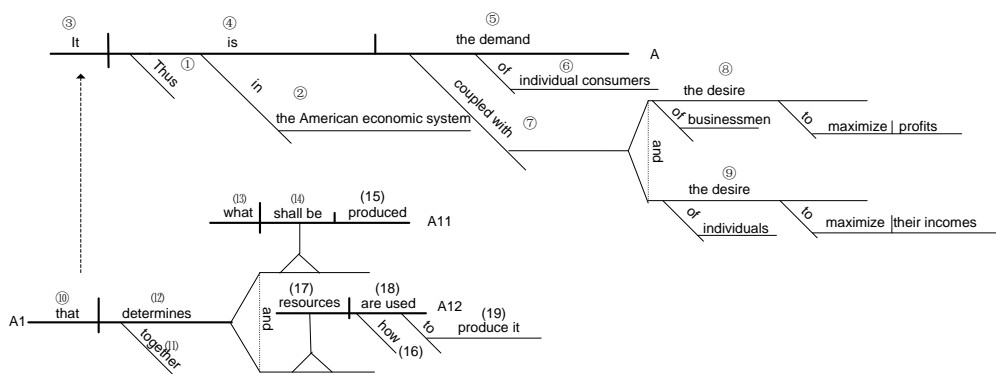 ③ ④ ⑤
It is the demand A
Thus ① of ⑥
individual consumers
in ② coupled with ⑦
the American economic system
⑧
the desire
of businessmen to maximize profits
and
⑨
the desire
of individuals to maximize their incomes
⒀ ⒁ (15)
what shall be produced A11
⑩ ⑿
A1 that determines
together ⑾
and
(17) (18)
resources are used A12
how (16) to (19)
produce it